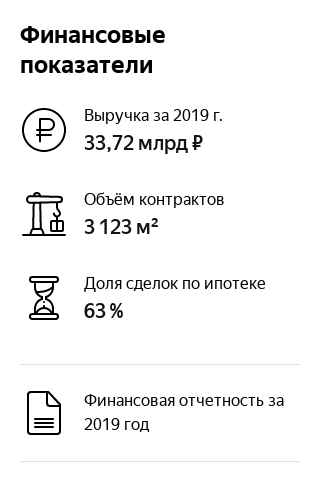 Финансовые
показатели
Выручка за 2019 г.
33,72 млрд ₽
Объём контрактов
3 123 м²
Доля сделок по ипотеке
63 %
Финансовая отчетность за
2019 год